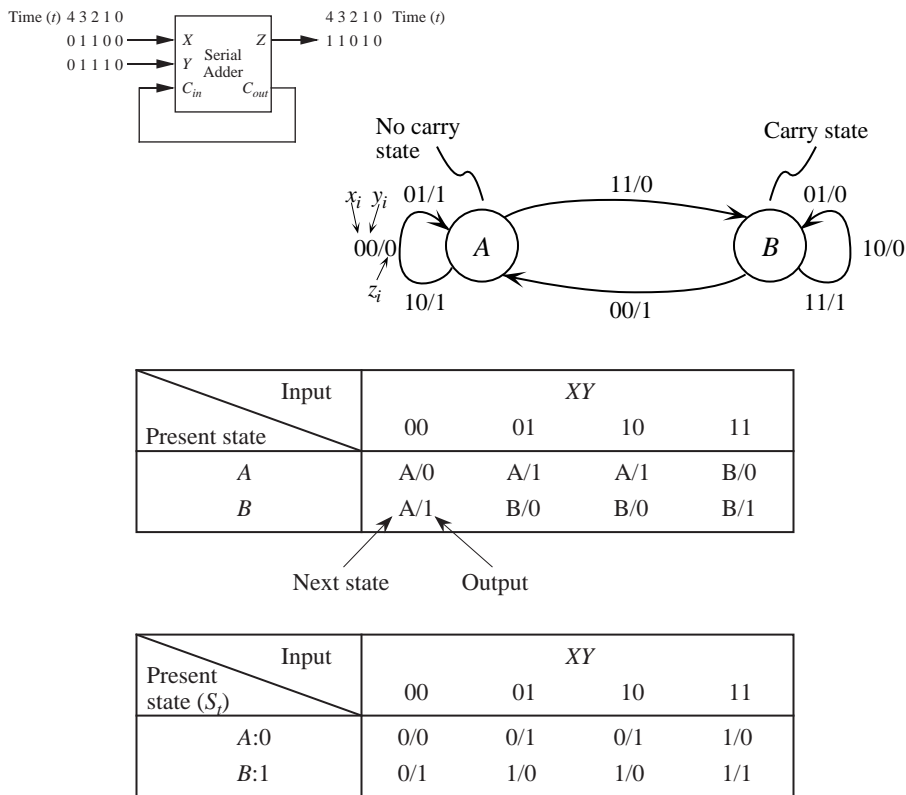 Time (t) 4 3 2 1 0
4 3 2 1 0 Time (t)
0 1 1 0 0 X Z 1 1 0 1 0
Serial
Adder
0 1 1 1 0 Y
Cin Cout
No carry
state
Carry state
xi yi
01/1
11/0
01/0
00/0
A
B
10/0
zi
10/1
00/1
11/1
Input XY
Present state 00 01 10 11
A A/0 A/1 A/1 B/0
B A/1 B/0 B/0 B/1
Next state Output
Input XY
Present
state (St) 00 01 10 11
A:0 0/0 0/1 0/1 1/0
B:1 0/1 1/0 1/0 1/1